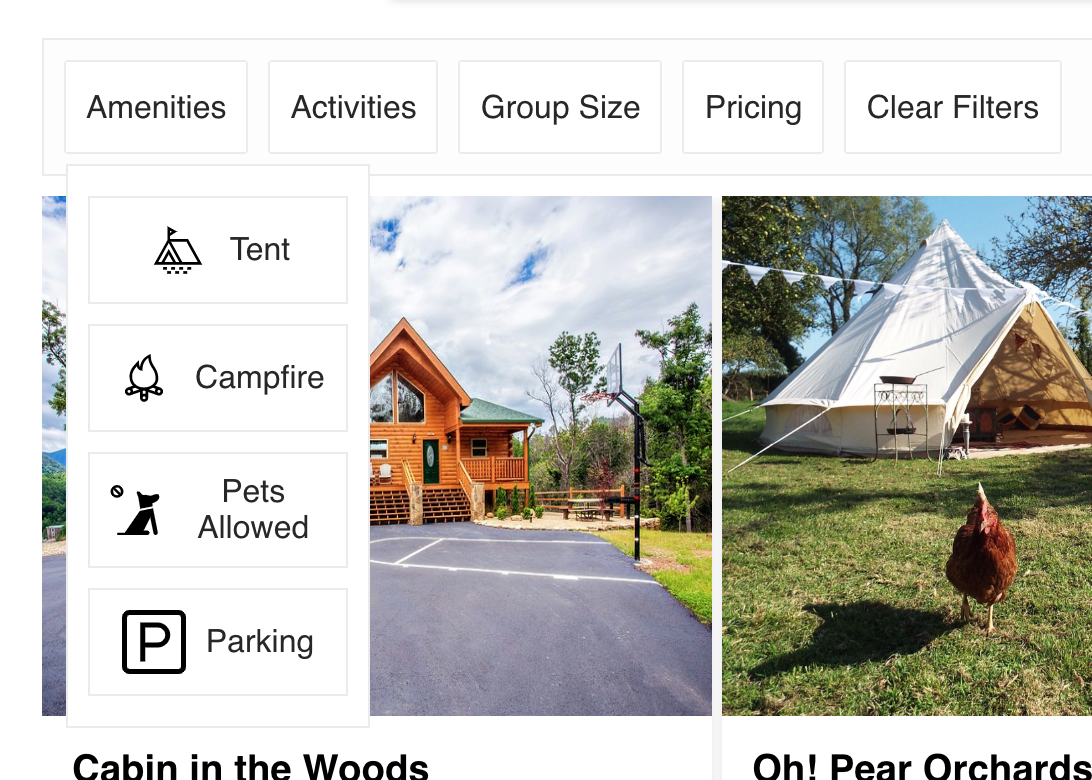 Amenities
Activities
Group Size
Pricing
Clear Filters
Tent
Campfire
Pets
Allowed
P Parking
Cabin in the Woods
Oh! Pear Orchards